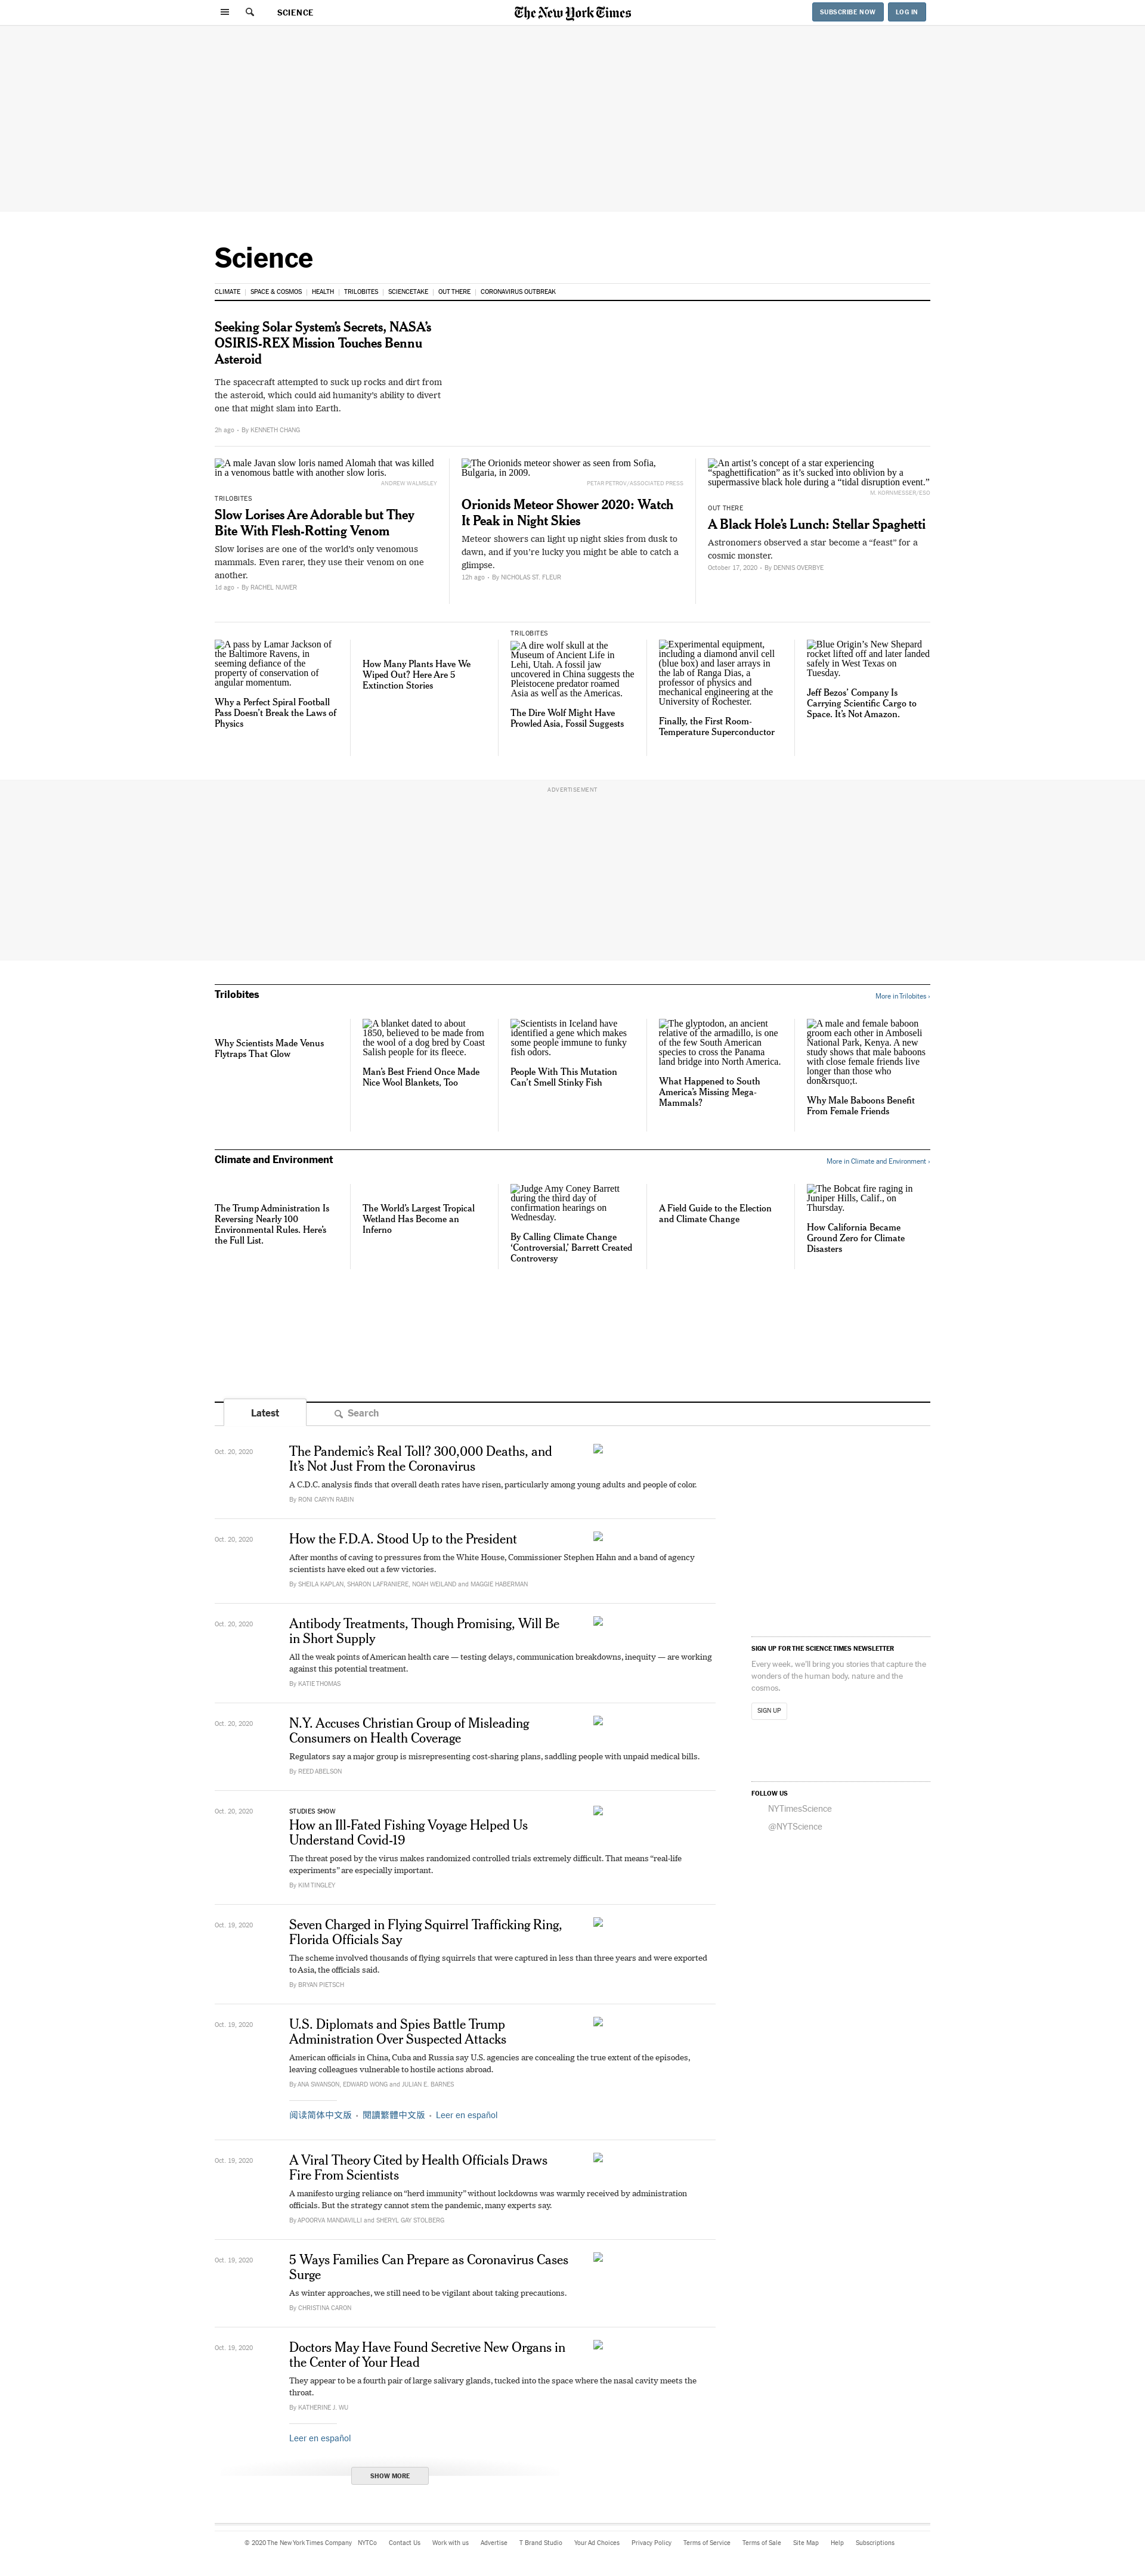 SCIENCE
The New York Times
SUBSCRIBE NOW
LOG IN
Science
CLIMATE
SPACE & COSMOS
HEALTH
TRILOBITES
SCIENCETAKE
OUT THERE
CORONAVIRUS OUTBREAK
Seeking Solar System’s Secrets, NASA’s
OSIRIS-REX Mission Touches Bennu
Asteroid
The spacecraft attempted to suck up rocks and dirt from
the asteroid, which could aid humanity’s ability to divert
one that might slam into Earth.
2h ago • By KENNETH CHANG
A male Javan slow loris named Alomah that was killed
in a venomous battle with another slow loris.
ANDREW WALMSLEY
TRILOBITES
Slow Lorises Are Adorable but They
Bite With Flesh-Rotting Venom
Slow lorises are one of the world’s only venomous
mammals. Even rarer, they use their venom on one
another.
1d ago • By RACHEL NUWER
The Orionids meteor shower as seen from Sofia,
Bulgaria, in 2009.
PETAR PETROV/ASSOCIATED PRESS
Orionids Meteor Shower 2020: Watch
It Peak in Night Skies
Meteor showers can light up night skies from dusk to
dawn, and if you’re lucky you might be able to catch a
glimpse.
12h ago • By NICHOLAS ST. FLEUR
An artist’s concept of a star experiencing
“spaghettification” as it’s sucked into oblivion by a
supermassive black hole during a “tidal disruption event.”
M. KORNMESSER/ESO
OUT THERE
A Black Hole’s Lunch: Stellar Spaghetti
Astronomers observed a star become a “feast” for a
cosmic monster.
October 17, 2020 • By DENNIS OVERBYE
A pass by Lamar Jackson of
the Baltimore Ravens, in
seeming defiance of the
property of conservation of
angular momentum.
Why a Perfect Spiral Football
Pass Doesn’t Break the Laws of
Physics
How Many Plants Have We
Wiped Out? Here Are 5
Extinction Stories
TRILOBITES
A dire wolf skull at the
Museum of Ancient Life in
Lehi, Utah. A fossil jaw
uncovered in China suggests the
Pleistocene predator roamed
Asia as well as the Americas.
The Dire Wolf Might Have
Prowled Asia, Fossil Suggests
Experimental equipment,
including a diamond anvil cell
(blue box) and laser arrays in
the lab of Ranga Dias, a
professor of physics and
mechanical engineering at the
University of Rochester.
Finally, the First Room-
Temperature Superconductor
Blue Origin’s New Shepard
rocket lifted off and later landed
safely in West Texas on
Tuesday.
Jeff Bezos’ Company Is
Carrying Scientific Cargo to
Space. It’s Not Amazon.
ADVERTISEMENT
Trilobites
More in Trilobites ›
Why Scientists Made Venus
Flytraps That Glow
A blanket dated to about
1850, believed to be made from
the wool of a dog bred by Coast
Salish people for its fleece.
Man’s Best Friend Once Made
Nice Wool Blankets, Too
Scientists in Iceland have
identified a gene which makes
some people immune to funky
fish odors.
People With This Mutation
Can’t Smell Stinky Fish
The glyptodon, an ancient
relative of the armadillo, is one
of the few South American
species to cross the Panama
land bridge into North America.
What Happened to South
America’s Missing Mega-
Mammals?
A male and female baboon
groom each other in Amboseli
National Park, Kenya. A new
study shows that male baboons
with close female friends live
longer than those who
don&rsquo;t.
Why Male Baboons Benefit
From Female Friends
Climate and Environment
More in Climate and Environment ›
The Trump Administration Is
Reversing Nearly 100
Environmental Rules. Here’s
the Full List.
The World’s Largest Tropical
Wetland Has Become an
Inferno
Judge Amy Coney Barrett
during the third day of
confirmation hearings on
Wednesday.
By Calling Climate Change
‘Controversial,’ Barrett Created
Controversy
A Field Guide to the Election
and Climate Change
The Bobcat fire raging in
Juniper Hills, Calif., on
Thursday.
How California Became
Ground Zero for Climate
Disasters
Latest
Search
Oct. 20, 2020
The Pandemic’s Real Toll? 300,000 Deaths, and
It’s Not Just From the Coronavirus
A C.D.C. analysis finds that overall death rates have risen, particularly among young adults and people of color.
By RONI CARYN RABIN
Oct. 20, 2020
How the F.D.A. Stood Up to the President
After months of caving to pressures from the White House, Commissioner Stephen Hahn and a band of agency
scientists have eked out a few victories.
By SHEILA KAPLAN, SHARON LAFRANIERE, NOAH WEILAND and MAGGIE HABERMAN
Oct. 20, 2020
Antibody Treatments, Though Promising, Will Be
in Short Supply
All the weak points of American health care — testing delays, communication breakdowns, inequity — are working
against this potential treatment.
By KATIE THOMAS
Oct. 20, 2020
N.Y. Accuses Christian Group of Misleading
Consumers on Health Coverage
Regulators say a major group is misrepresenting cost-sharing plans, saddling people with unpaid medical bills.
By REED ABELSON
Oct. 20, 2020
STUDIES SHOW
How an Ill-Fated Fishing Voyage Helped Us
Understand Covid-19
The threat posed by the virus makes randomized controlled trials extremely difficult. That means “real-life
experiments” are especially important.
By KIM TINGLEY
Oct. 19, 2020
Seven Charged in Flying Squirrel Trafficking Ring,
Florida Officials Say
The scheme involved thousands of flying squirrels that were captured in less than three years and were exported
to Asia, the officials said.
By BRYAN PIETSCH
Oct. 19, 2020
U.S. Diplomats and Spies Battle Trump
Administration Over Suspected Attacks
American officials in China, Cuba and Russia say U.S. agencies are concealing the true extent of the episodes,
leaving colleagues vulnerable to hostile actions abroad.
By ANA SWANSON, EDWARD WONG and JULIAN E. BARNES
阅读简体中文版 • 閱讀繁體中文版 • Leer en español
Oct. 19, 2020
A Viral Theory Cited by Health Officials Draws
Fire From Scientists
A manifesto urging reliance on “herd immunity” without lockdowns was warmly received by administration
officials. But the strategy cannot stem the pandemic, many experts say.
By APOORVA MANDAVILLI and SHERYL GAY STOLBERG
Oct. 19, 2020
5 Ways Families Can Prepare as Coronavirus Cases
Surge
As winter approaches, we still need to be vigilant about taking precautions.
By CHRISTINA CARON
Oct. 19, 2020
Doctors May Have Found Secretive New Organs in
the Center of Your Head
They appear to be a fourth pair of large salivary glands, tucked into the space where the nasal cavity meets the
throat.
By KATHERINE J. WU
Leer en español
SHOW MORE
SIGN UP FOR THE SCIENCE TIMES NEWSLETTER
Every week, we’ll bring you stories that capture the
wonders of the human body, nature and the
cosmos.
SIGN UP
FOLLOW US
NYTimesScience
@NYTScience
© 2020 The New York Times Company NYTCo Contact Us Work with us Advertise T Brand Studio Your Ad Choices Privacy Policy Terms of Service Terms of Sale Site Map Help Subscriptions